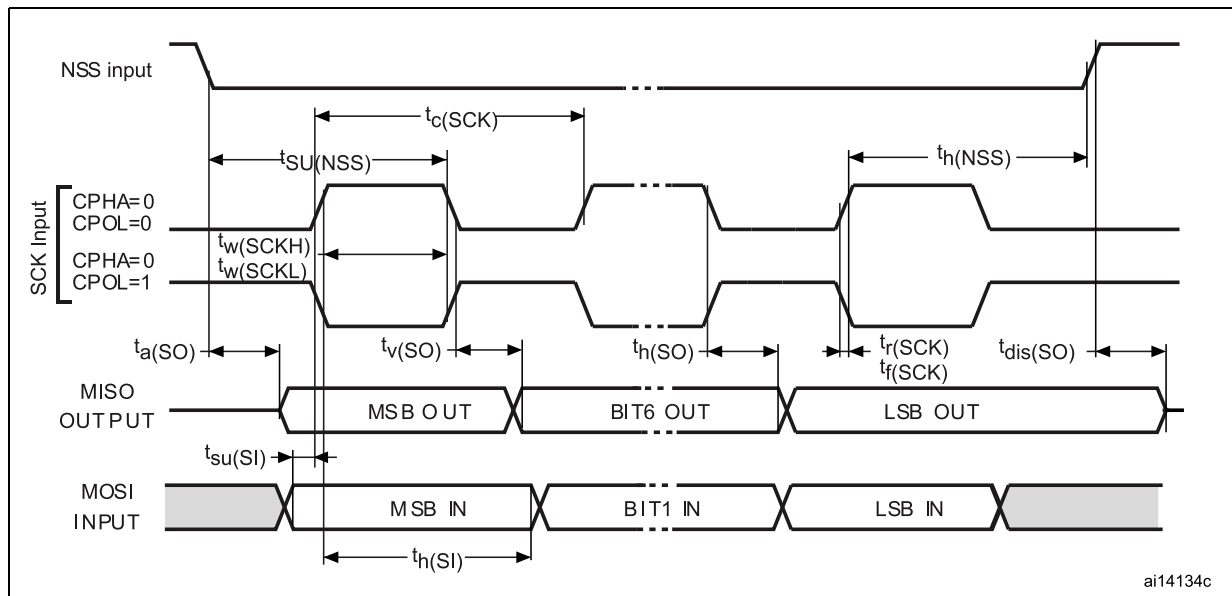 NSS input
tc(SCK)
tSU(NSS)
th(NSS)
SCK Input
CPHA=0
CPOL=0
tw(SCKH)
CPHA=0
tw(SCKL)
CPOL=1
ta(SO)
tv(SO)
th(SO)
tr(SCK)
tf(SCK)
tdis(SO)
MISO
OUTPUT
MSB OUT
BIT6 OUT
LSB OUT
tsu(SI)
MOSI
INPUT
MSB IN
BIT1 IN
LSB IN
th(SI)
ai14134c